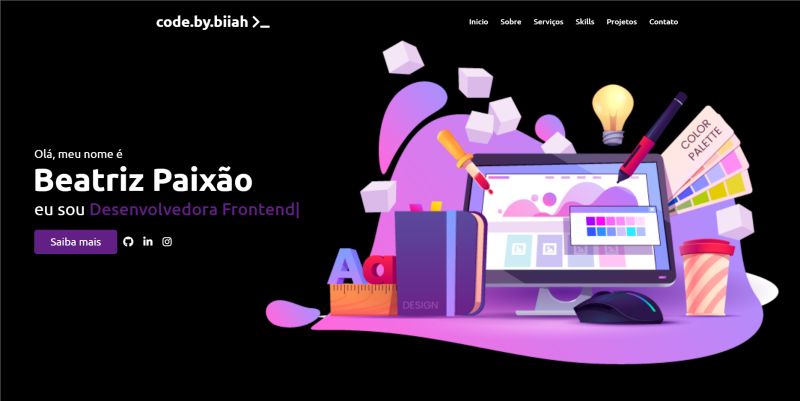 code.by.biiah >_
Inicio Sobre Serviços Skills Projetos Contato
Olá, meu nome é
Beatriz Paixão
eu sou Desenvolvedora Frontend|
Saiba mais
COLOR
PALETTE
Aa
DESIGN